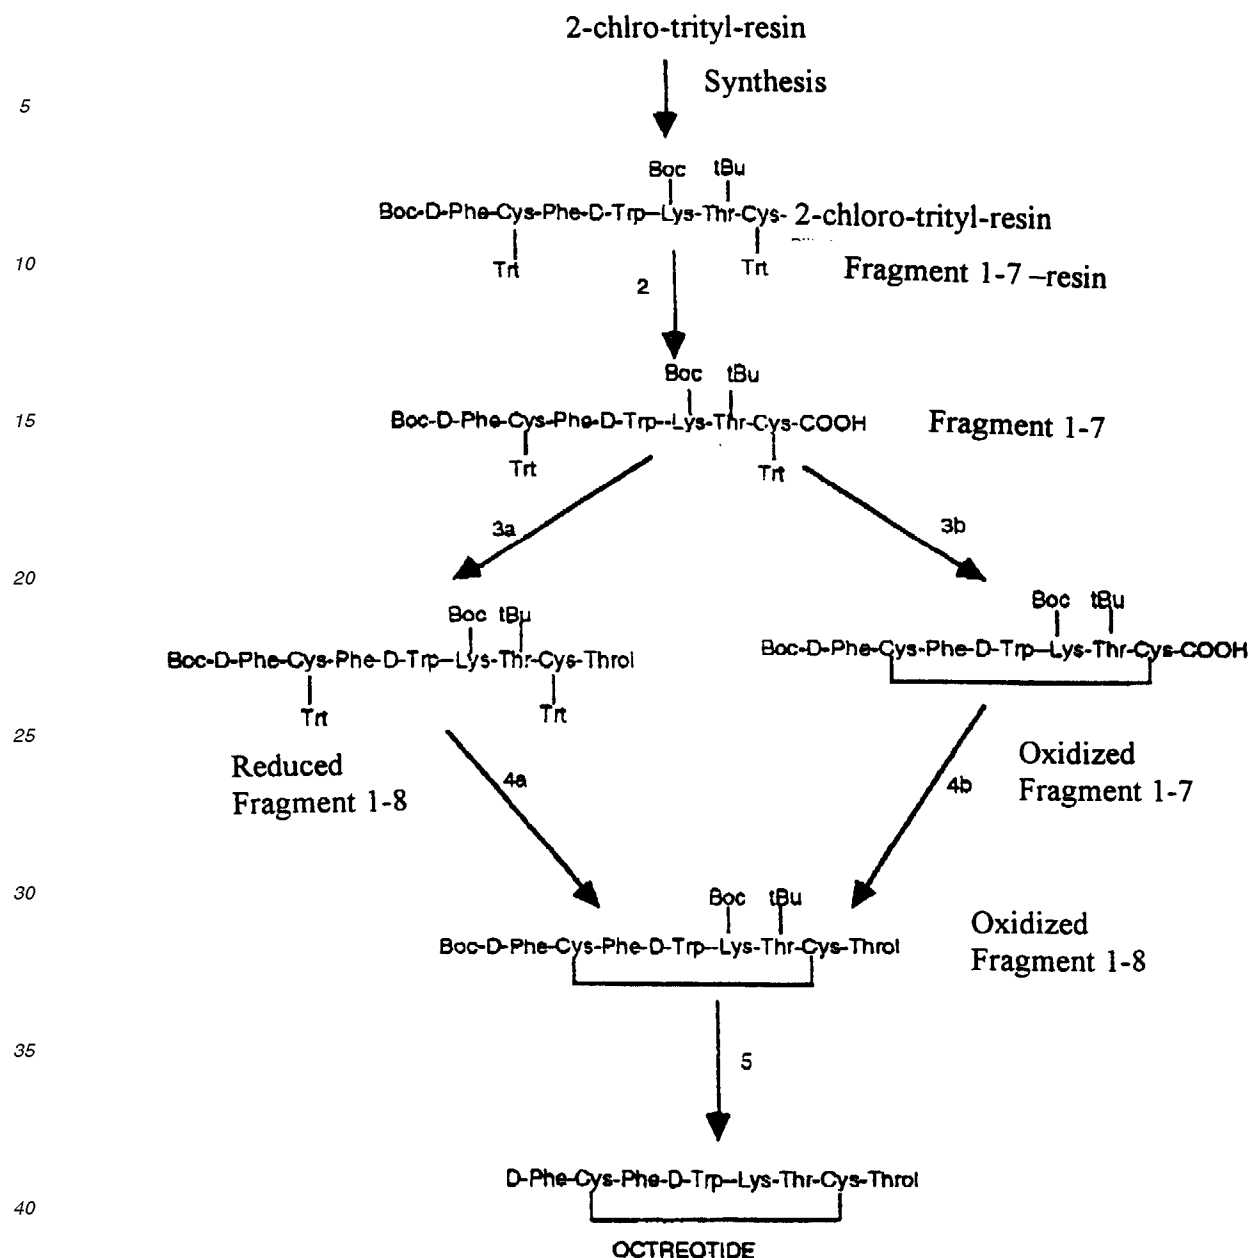 2-chlro-trityl-resin
Synthesis
5
Boc tBu
Boc-D-Phe-Cys-Phe-D-Trp-Lys-Thr-Cys- 2-chloro-trityl-resin
Trt Trt
Fragment 1-7 –resin
10
2
Boc tBu
Boc-D-Phe-Cys-Phe-D-Trp-Lys-Thr-Cys-COOH
Fragment 1-7
15
Trt Trt
3a 3b
20
Boc tBu
Boc-D-Phe-Cys-Phe-D-Trp-Lys-Thr-Cys-Throl
Trt Trt
Boc tBu
Boc-D-Phe-Cys-Phe-D-Trp-Lys-Thr-Cys-COOH
25
Reduced
Fragment 1-8
4a 4b
Oxidized
Fragment 1-7
30
Boc tBu
Boc-D-Phe-Cys-Phe-D-Trp-Lys-Thr-Cys-Throl
Oxidized
Fragment 1-8
35
5
D-Phe-Cys-Phe-D-Trp-Lys-Thr-Cys-Throl
40
OCTREOTIDE